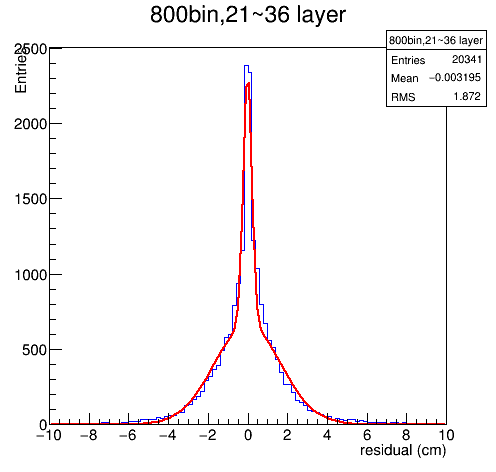 800bin,21~36 layer
800bin,21~36 layer
Entries 20341
Mean −0.003195
RMS 1.872
Entries
2500
2000
1500
1000
500
0
−10 −8 −6 −4 −2 0 2 4 6 8 10
residual (cm)